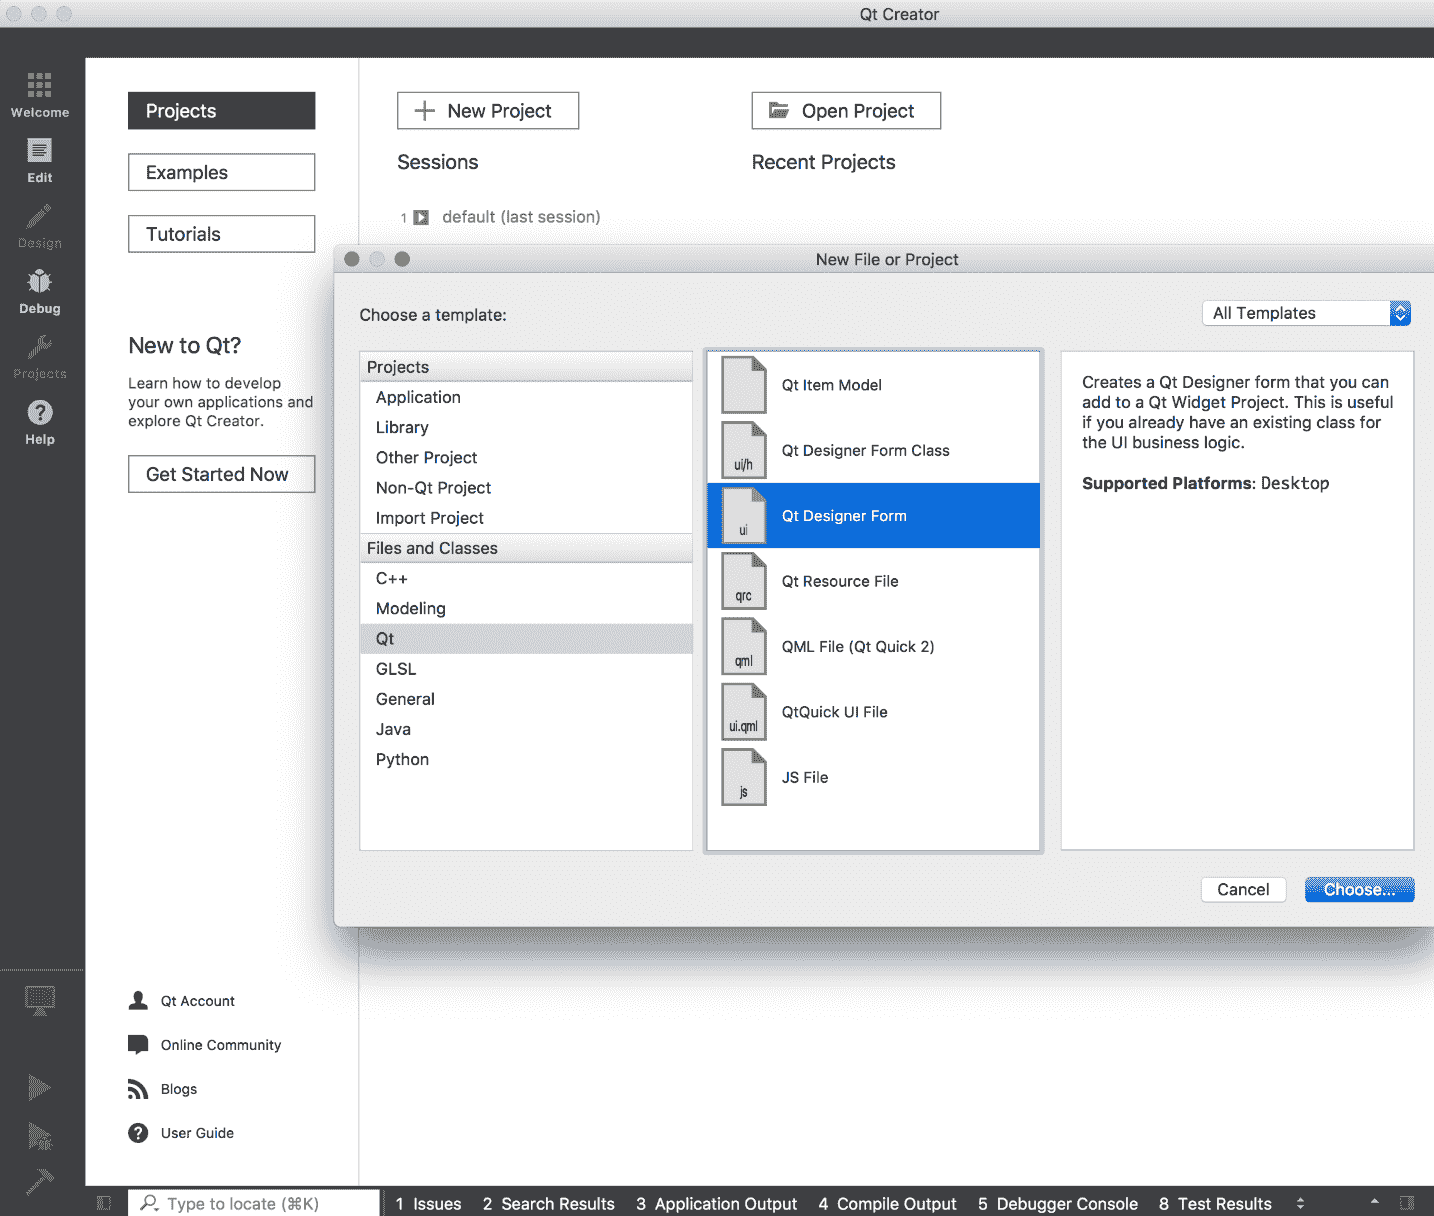 Qt Creator
Welcome
Edit
Design
Debug
Projects
Help
Projects
Examples
Tutorials
New to Qt?
Learn how to develop
your own applications and
explore Qt Creator.
Get Started Now
Qt Account
Online Community
Blogs
User Guide
New Project
Open Project
Sessions
Recent Projects
1 default (last session)
New File or Project
Choose a template:
All Templates
Projects
Application
Library
Other Project
Non-Qt Project
Import Project
Files and Classes
C++
Modeling
Qt
GLSL
General
Java
Python
Qt Item Model
ui/h Qt Designer Form Class
ui Qt Designer Form
qrc Qt Resource File
qml QML File (Qt Quick 2)
ui.qml QtQuick UI File
js JS File
Creates a Qt Designer form that you can
add to a Qt Widget Project. This is useful
if you already have an existing class for
the UI business logic.
Supported Platforms: Desktop
Cancel
Choose...
Type to locate (⌘K)
1 Issues 2 Search Results 3 Application Output 4 Compile Output 5 Debugger Console 8 Test Results